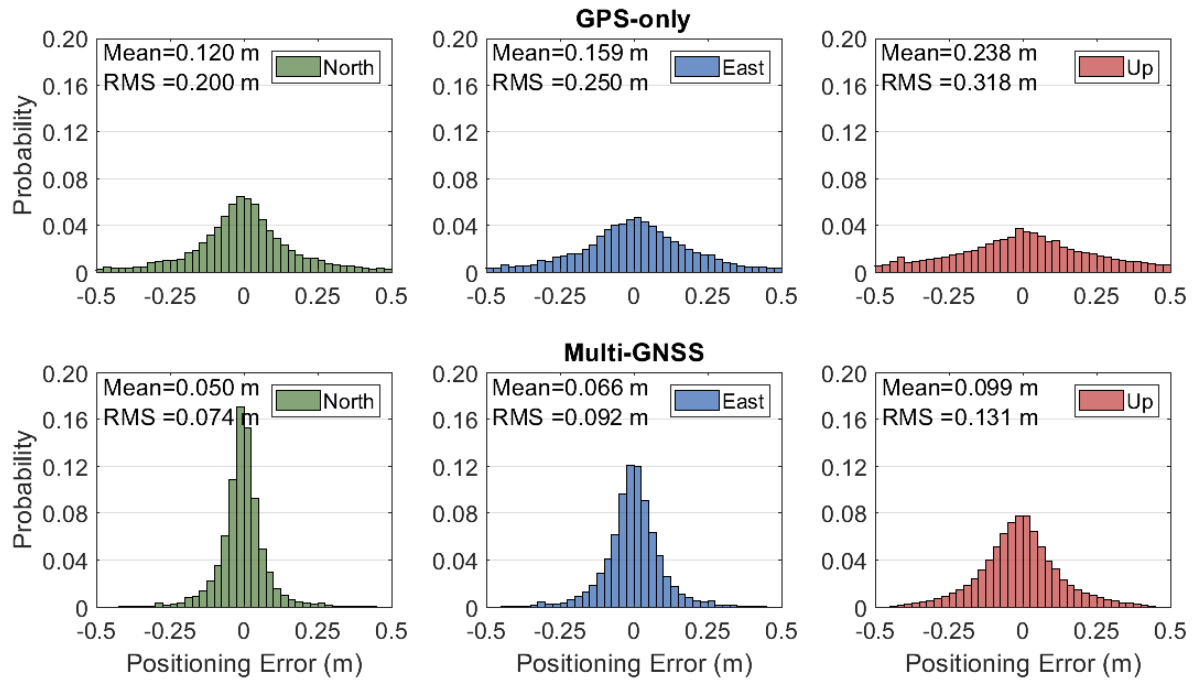 GPS-only
0.20
0.16
0.12
0.08
0.04
0
Probability
Mean=0.120 m
RMS =0.200 m
North
-0.5 -0.25 0 0.25 0.5
0.20
0.16
0.12
0.08
0.04
0
Mean=0.159 m
RMS =0.250 m
East
-0.5 -0.25 0 0.25 0.5
0.20
0.16
0.12
0.08
0.04
0
Mean=0.238 m
RMS =0.318 m
Up
-0.5 -0.25 0 0.25 0.5
Multi-GNSS
0.20
0.16
0.12
0.08
0.04
0
Probability
Mean=0.050 m
RMS =0.074 m
North
-0.5 -0.25 0 0.25 0.5
Positioning Error (m)
0.20
0.16
0.12
0.08
0.04
0
Mean=0.066 m
RMS =0.092 m
East
-0.5 -0.25 0 0.25 0.5
Positioning Error (m)
0.20
0.16
0.12
0.08
0.04
0
Mean=0.099 m
RMS =0.131 m
Up
-0.5 -0.25 0 0.25 0.5
Positioning Error (m)